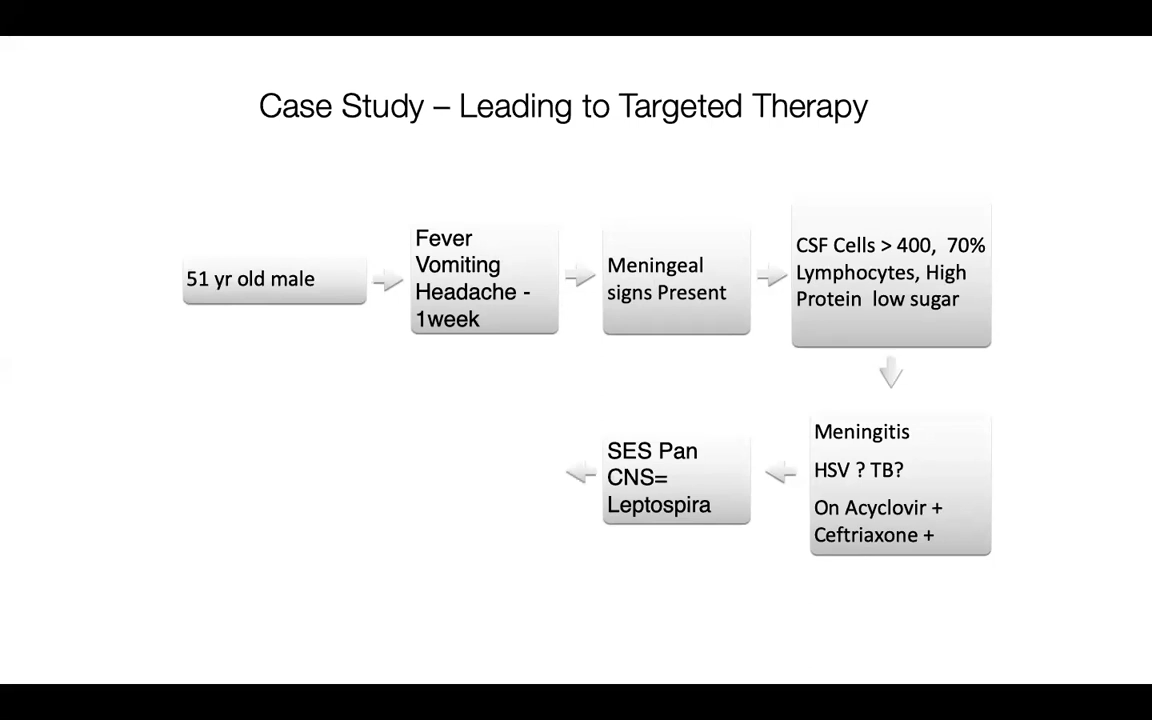 Case Study – Leading to Targeted Therapy
51 yr old male
Fever
Vomiting
Headache -
1week
Meningeal
signs Present
CSF Cells > 400,  70%
Lymphocytes, High
Protein  low sugar
Meningitis
HSV ? TB?
On Acyclovir +
Ceftriaxone +
SES Pan
CNS=
Leptospira